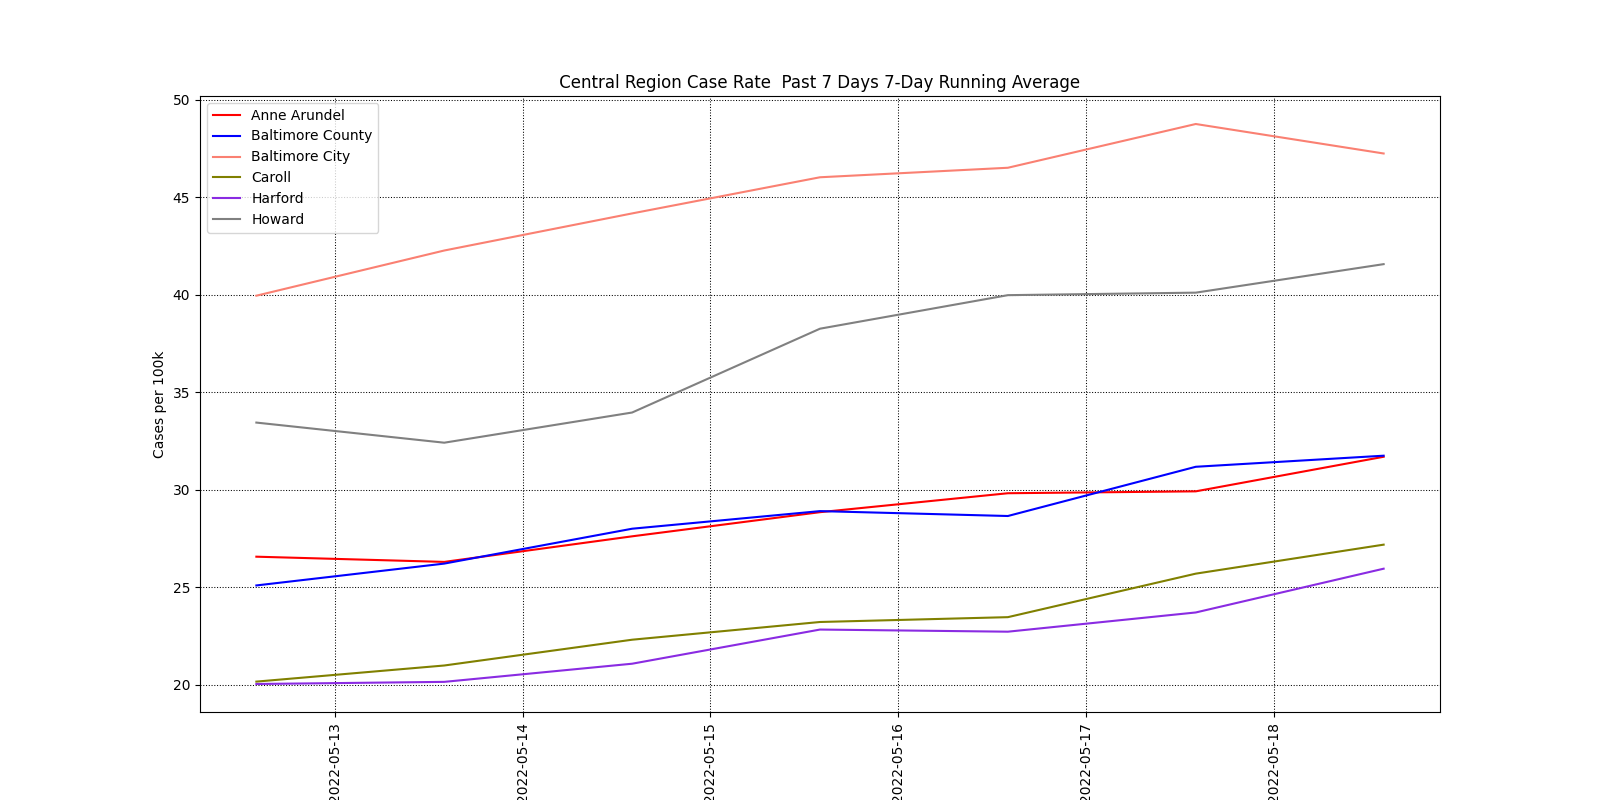 Central Region Case Rate  Past 7 Days 7-Day Running Average
50
45
40
35
30
25
20
Cases per 100k
Anne Arundel
Baltimore County
Baltimore City
Caroll
Harford
Howard
2022-05-13
2022-05-14
2022-05-15
2022-05-16
2022-05-17
2022-05-18